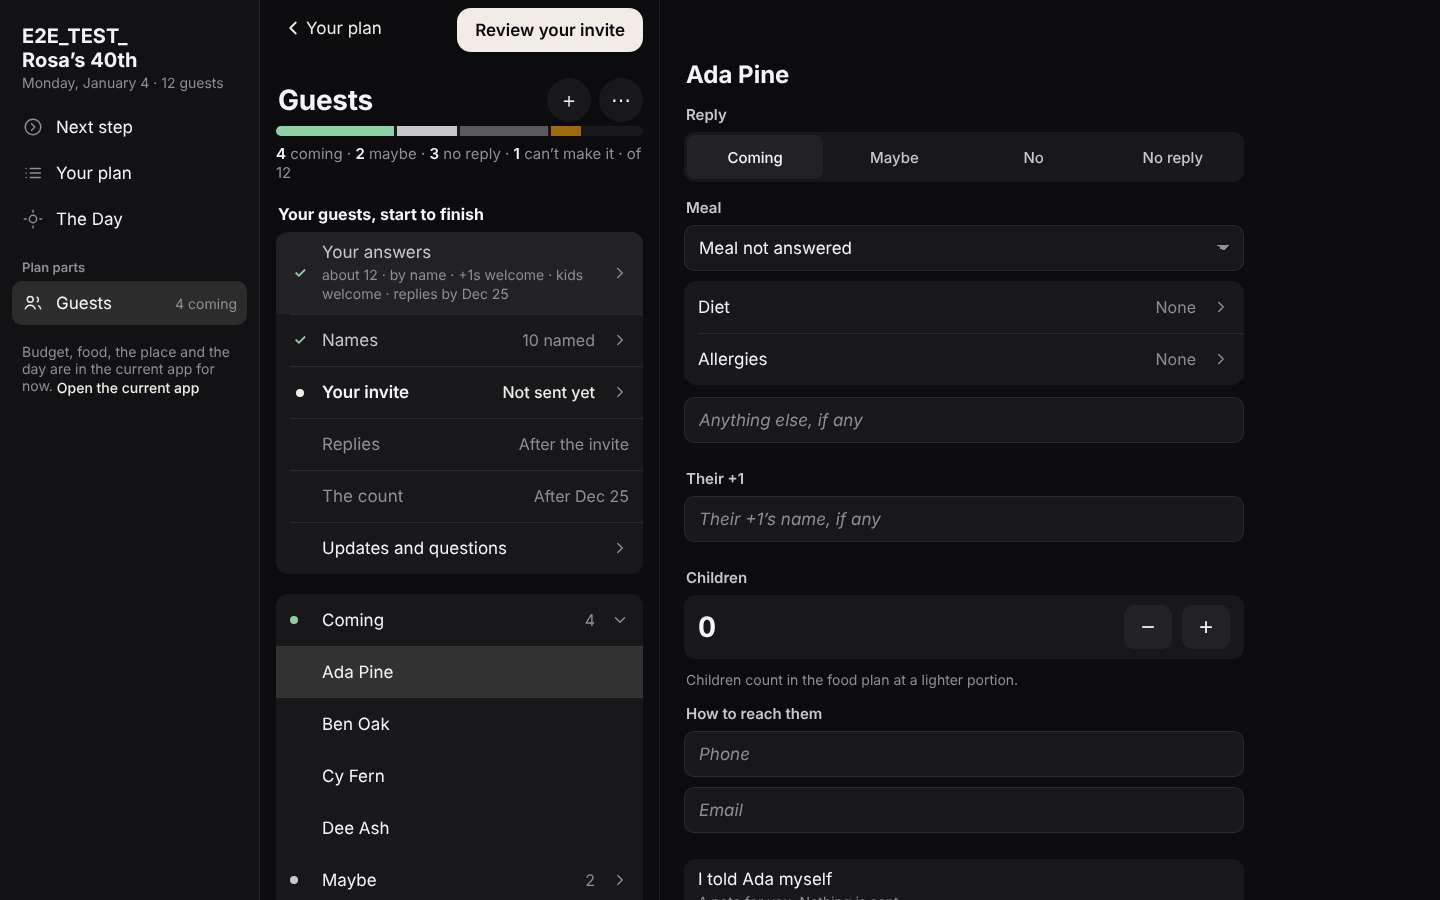 E2E_TEST_
Rosa’s 40th
Monday, January 4 · 12 guests
Next step
Your plan
The Day
Plan parts
Guests 4 coming
Budget, food, the place and the
day are in the current app for
now. Open the current app
Your plan
Review your invite
Guests
4 coming · 2 maybe · 3 no reply · 1 can’t make it · of
12
Your guests, start to finish
Your answers
about 12 · by name · +1s welcome · kids
welcome · replies by Dec 25
Names 10 named
Your invite Not sent yet
Replies After the invite
The count After Dec 25
Updates and questions
Coming 4
Ada Pine
Ben Oak
Cy Fern
Dee Ash
Maybe 2
Ada Pine
Reply
Coming Maybe No No reply
Meal
Meal not answered
Diet None
Allergies None
Anything else, if any
Their +1
Their +1’s name, if any
Children
0
Children count in the food plan at a lighter portion.
How to reach them
Phone
Email
I told Ada myself